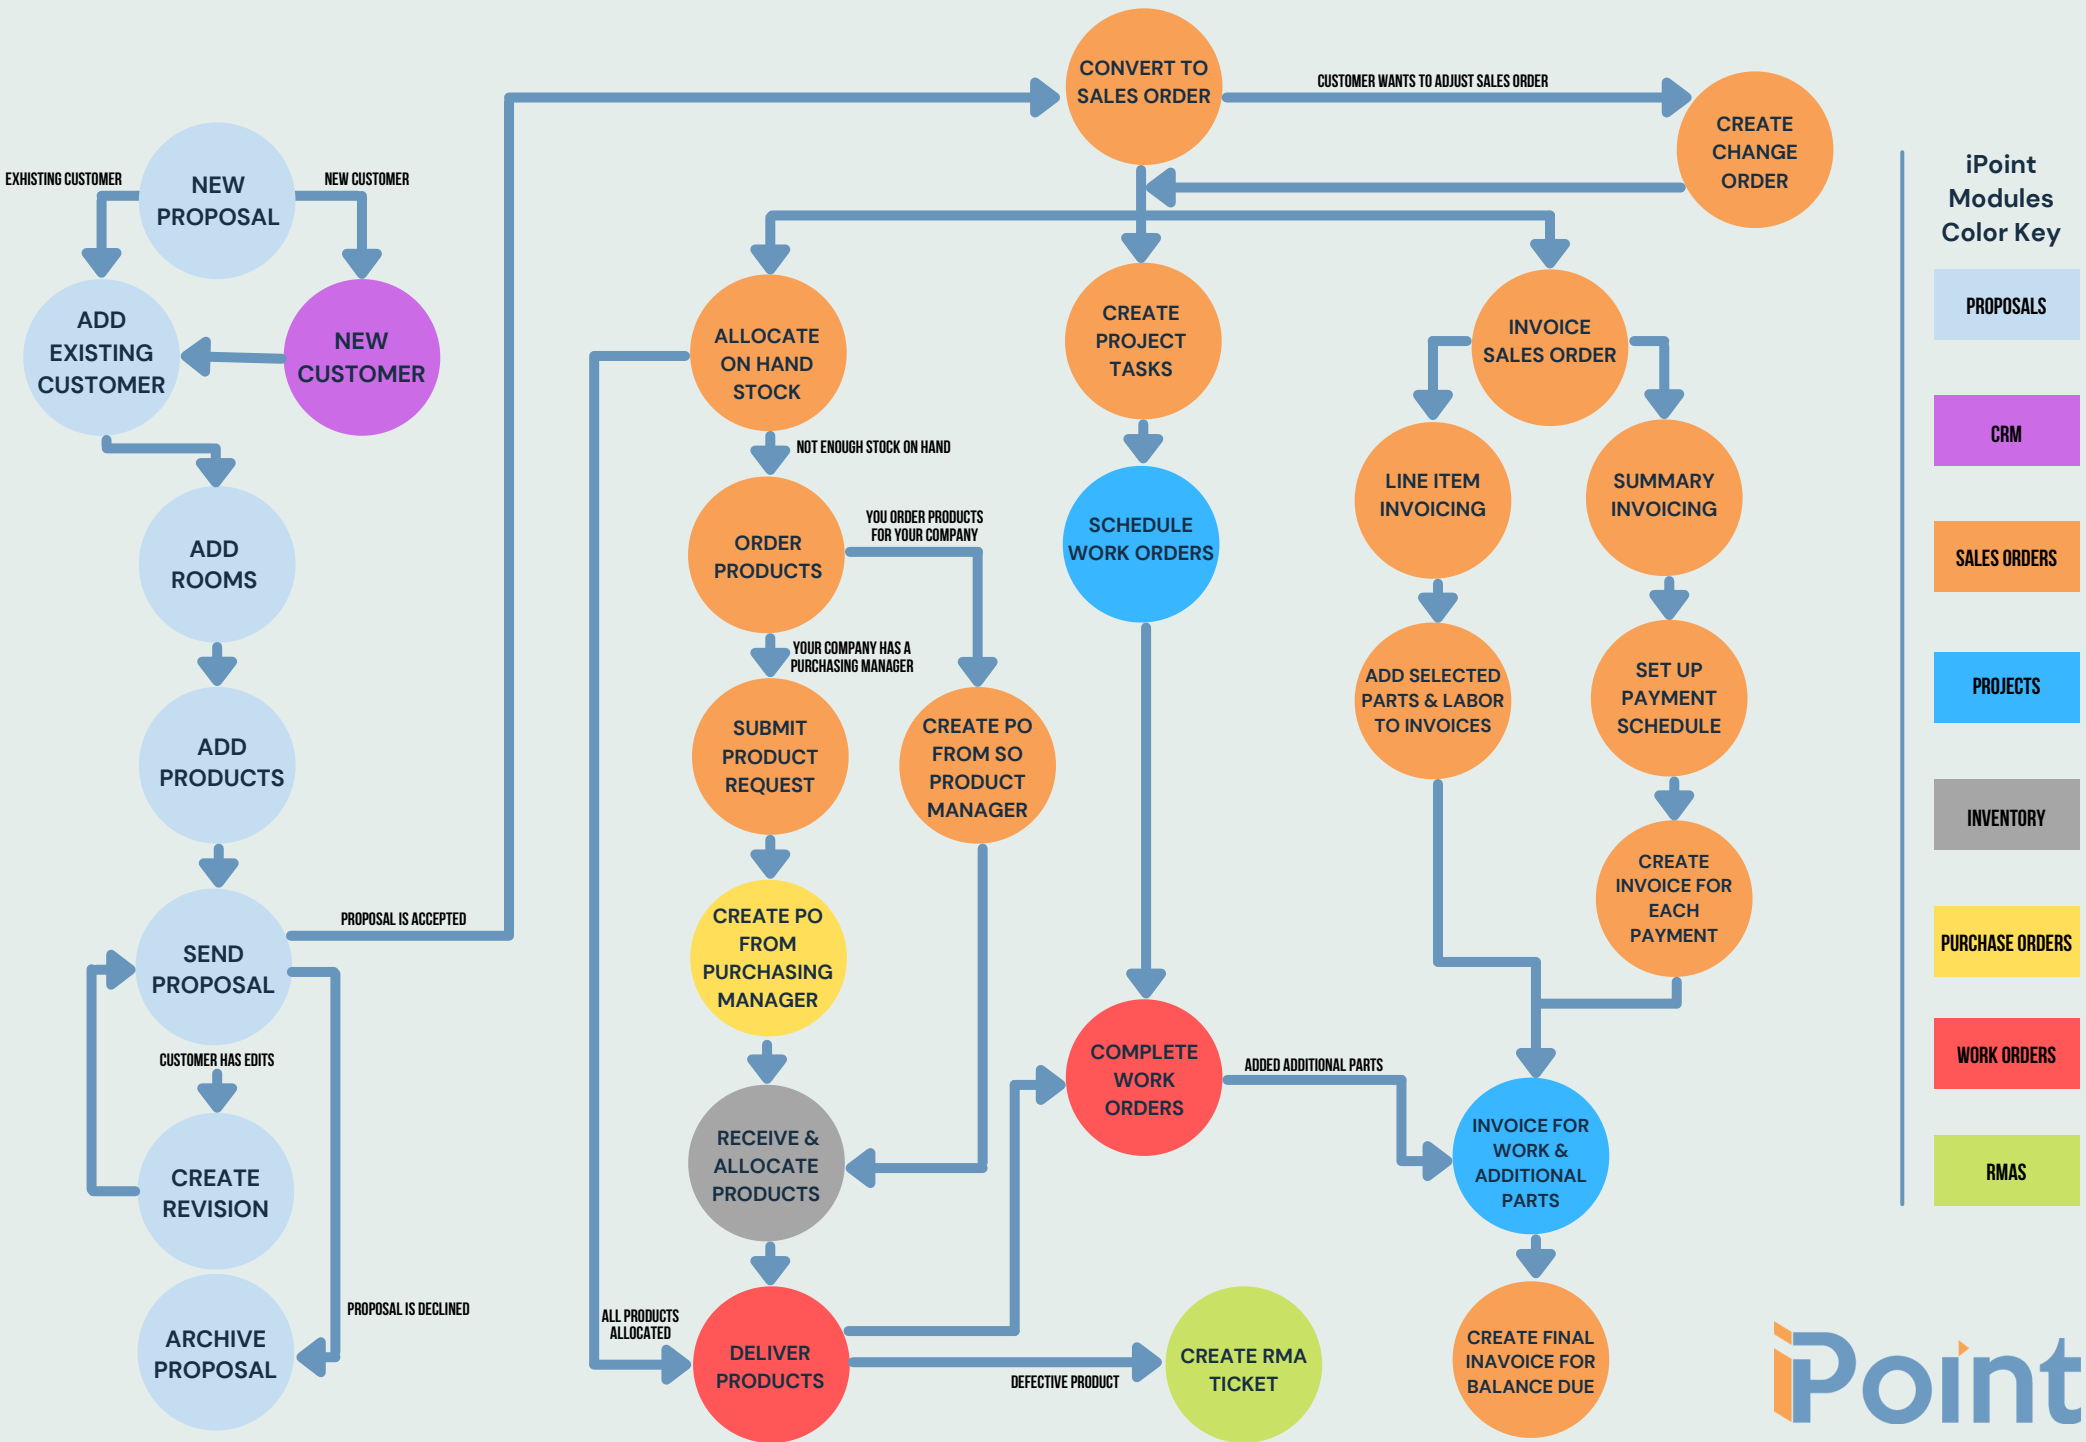 EXHISTING CUSTOMER
NEW
PROPOSAL
NEW CUSTOMER
ADD
EXISTING
CUSTOMER
NEW
CUSTOMER
ADD
ROOMS
ADD
PRODUCTS
SEND
PROPOSAL
PROPOSAL IS ACCEPTED
CUSTOMER HAS EDITS
CREATE
REVISION
PROPOSAL IS DECLINED
ARCHIVE
PROPOSAL
CONVERT TO
SALES ORDER
CUSTOMER WANTS TO ADJUST SALES ORDER
CREATE
CHANGE
ORDER
ALLOCATE
ON HAND
STOCK
NOT ENOUGH STOCK ON HAND
ORDER
PRODUCTS
YOU ORDER PRODUCTS
FOR YOUR COMPANY
YOUR COMPANY HAS A
PURCHASING MANAGER
SUBMIT
PRODUCT
REQUEST
CREATE PO
FROM SO
PRODUCT
MANAGER
CREATE PO
FROM
PURCHASING
MANAGER
RECEIVE &
ALLOCATE
PRODUCTS
ALL PRODUCTS
ALLOCATED
DELIVER
PRODUCTS
DEFECTIVE PRODUCT
CREATE RMA
TICKET
CREATE
PROJECT
TASKS
SCHEDULE
WORK ORDERS
COMPLETE
WORK
ORDERS
ADDED ADDITIONAL PARTS
INVOICE
SALES ORDER
LINE ITEM
INVOICING
SUMMARY
INVOICING
ADD SELECTED
PARTS & LABOR
TO INVOICES
SET UP
PAYMENT
SCHEDULE
CREATE
INVOICE FOR
EACH
PAYMENT
INVOICE FOR
WORK &
ADDITIONAL
PARTS
CREATE FINAL
INAVOICE FOR
BALANCE DUE
iPoint
Modules
Color Key
PROPOSALS
CRM
SALES ORDERS
PROJECTS
INVENTORY
PURCHASE ORDERS
WORK ORDERS
RMAS
iPoint